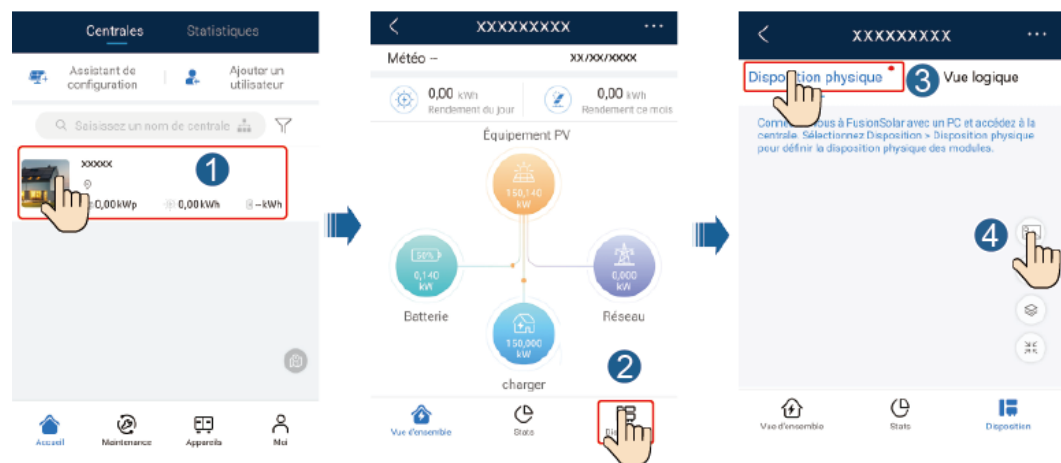 Centrales Statistiques
Assistant de configuration
Ajouter un utilisateur
Saisissez un nom de centrale
xxxxx
0,00kWp 0,00kWh –kWh
1
Accueil Maintenance Appareils Moi
XXXXXXXXX ...
Météo -- XX/XX/XXXX
0,00 kWh
Rendement du jour
0,00 kWh
Rendement ce mois
Équipement PV
150,140
kW
50%
0,140
kW
0,000
kW
Batterie Réseau
150,000
kW
charger
2
Vue d'ensemble Stats
XXXXXXXXX ...
Disposition physique 3 Vue logique
Connectez-vous à FusionSolar avec un PC et accédez à la
centrale. Sélectionnez Disposition > Disposition physique
pour définir la disposition physique des modules.
4
Vue d'ensemble Stats Disposition